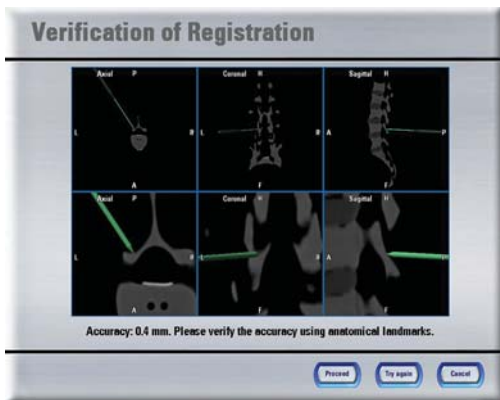 Verification of Registration
Axial P Coronal H Sagittal H
L R L R A P
A F F
Axial P Coronal H Sagittal H
L R L R A P
A F F
Accuracy: 0.4 mm. Please verify the accuracy using anatomical landmarks.
Proceed Try again Cancel